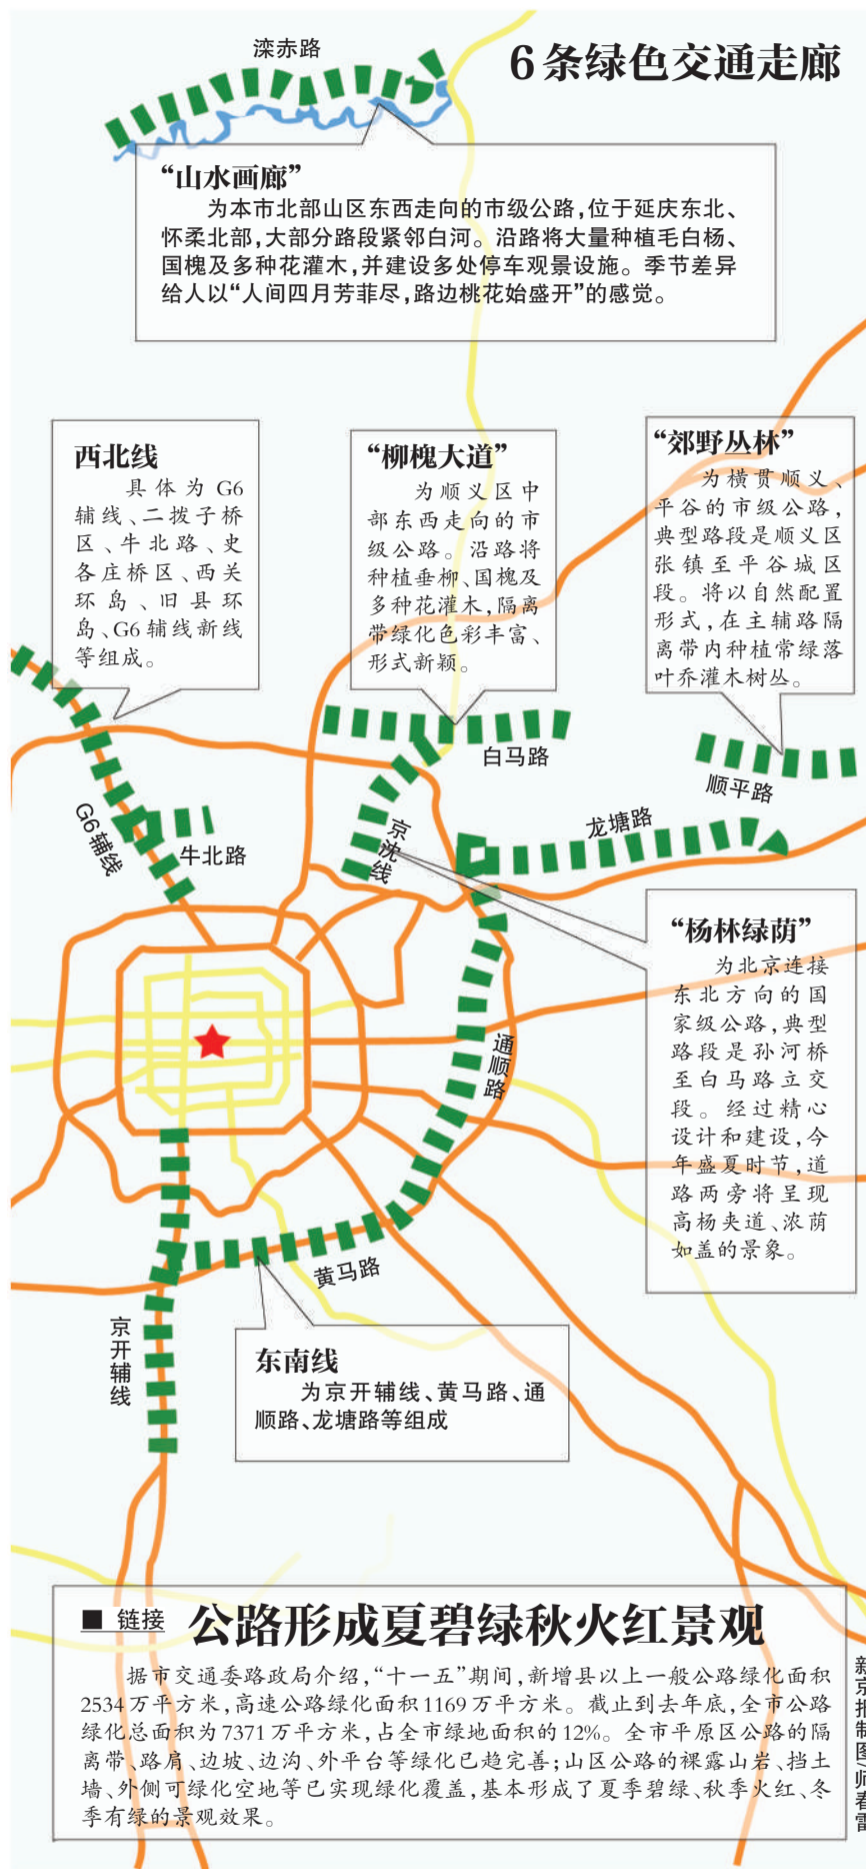 6条绿色交通走廊
滦赤路
“山水画廊”
为本市北部山区东西走向的市级公路,位于延庆东北、
怀柔北部,大部分路段紧邻白河。沿路将大量种植毛白杨、
国槐及多种花灌木,并建设多处停车观景设施。季节差异
给人以“人间四月芳菲尽,路边桃花始盛开”的感觉。
西北线
具体为G6
辅线、二拨子桥
区、牛北路、史
各庄桥区、西关
环岛、旧县环
岛、G6辅线新线
等组成。
“柳槐大道”
为顺义区中
部东西走向的市
级公路。沿路将
种植垂柳、国槐及
多种花灌木,隔离
带绿化色彩丰富、
形式新颖。
“郊野丛林”
为横贯顺义、
平谷的市级公路,
典型路段是顺义区
张镇至平谷城区
段。将以自然配置
形式,在主辅路隔
离带内种植常绿落
叶乔灌木树丛。
白马路
顺平路
G6辅线
牛北路
京沈线
龙塘路
“杨林绿荫”
为北京连接
东北方向的国
家级公路,典型
路段是孙河桥
至白马路立交
段。经过精心
设计和建设,今
年盛夏时节,道
路两旁将呈现
高杨夹道、浓荫
如盖的景象。
通顺路
黄马路
京开辅线
东南线
为京开辅线、黄马路、通
顺路、龙塘路等组成
■ 链接 公路形成夏碧绿秋火红景观
据市交通委路政局介绍,“十一五”期间,新增县以上一般公路绿化面积
2534万平方米,高速公路绿化面积1169万平方米。截止到去年底,全市公路
绿化总面积为7371万平方米,占全市绿地面积的12%。全市平原区公路的隔
离带、路肩、边坡、边沟、外平台等绿化已趋完善;山区公路的裸露山岩、挡土
墙、外侧可绿化空地等已实现绿化覆盖,基本形成了夏季碧绿、秋季火红、冬
季有绿的景观效果。
新京报制图/师春雷